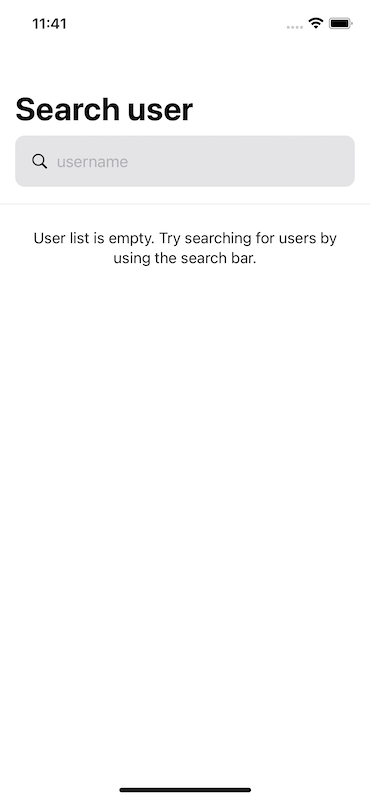 11:41
Search user
username
User list is empty. Try searching for users by
using the search bar.